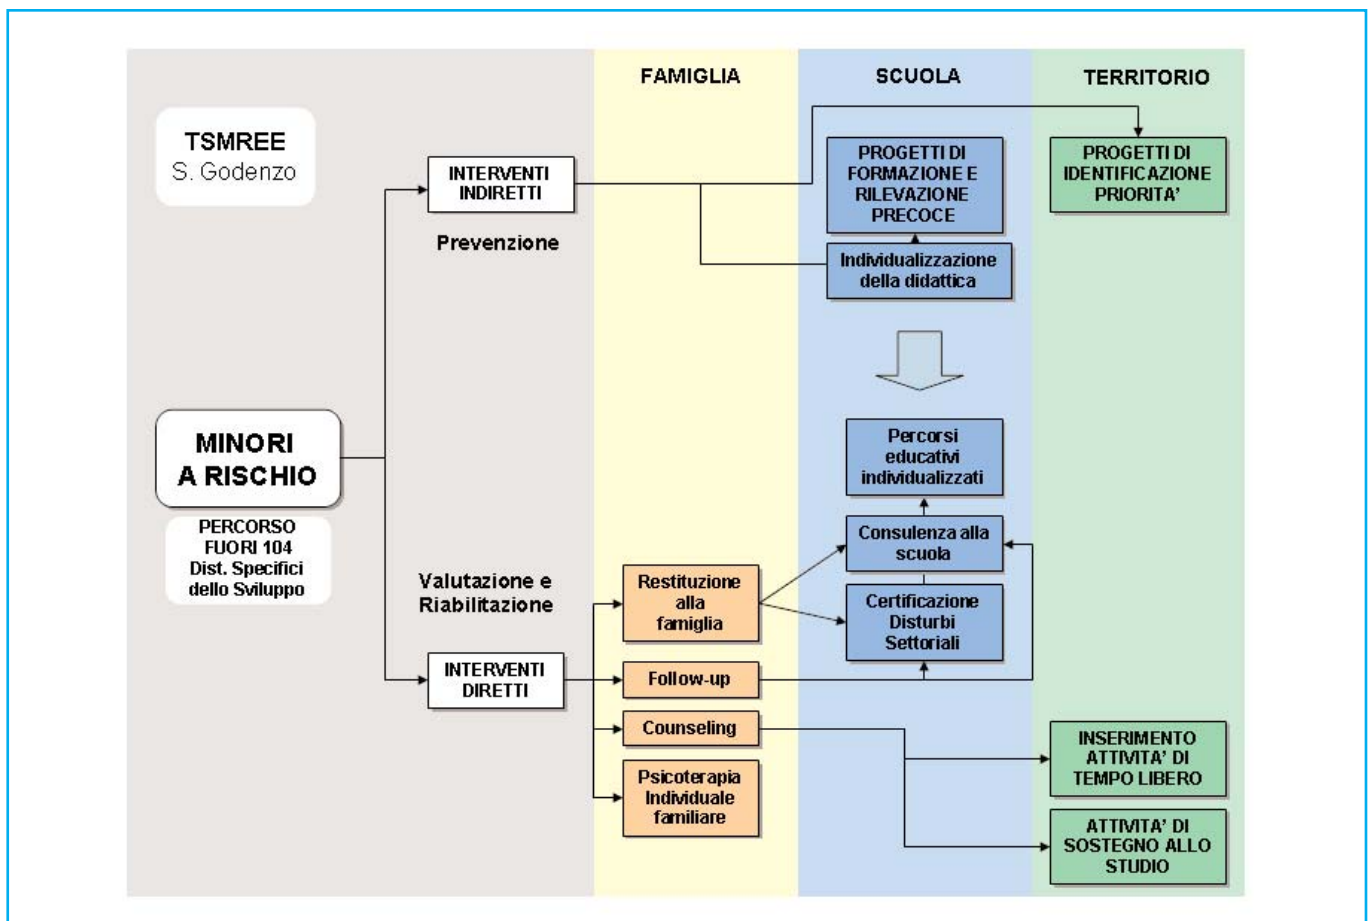 FAMIGLIA
SCUOLA
TERRITORIO
TSMREE
S. Godenzo
INTERVENTI
INDIRETTI
Prevenzione
PROGETTI DI
FORMAZIONE E
RILEVAZIONE
PRECOCE
Individualizzazione
della didattica
PROGETTI DI
IDENTIFICAZIONE
PRIORITA'
MINORI
A RISCHIO
PERCORSO
FUORI 104
Dist. Specifici
dello Sviluppo
Valutazione e
Riabilitazione
INTERVENTI
DIRETTI
Restituzione
alla
famiglia
Follow-up
Counseling
Psicoterapia
Individuale
familiare
Percorsi
educativi
individualizzati
Consulenza alla
scuola
Certificazione
Disturbi
Settoriali
INSERIMENTO
ATTIVITA' DI
TEMPO LIBERO
ATTIVITA' DI
SOSTEGNO ALLO
STUDIO